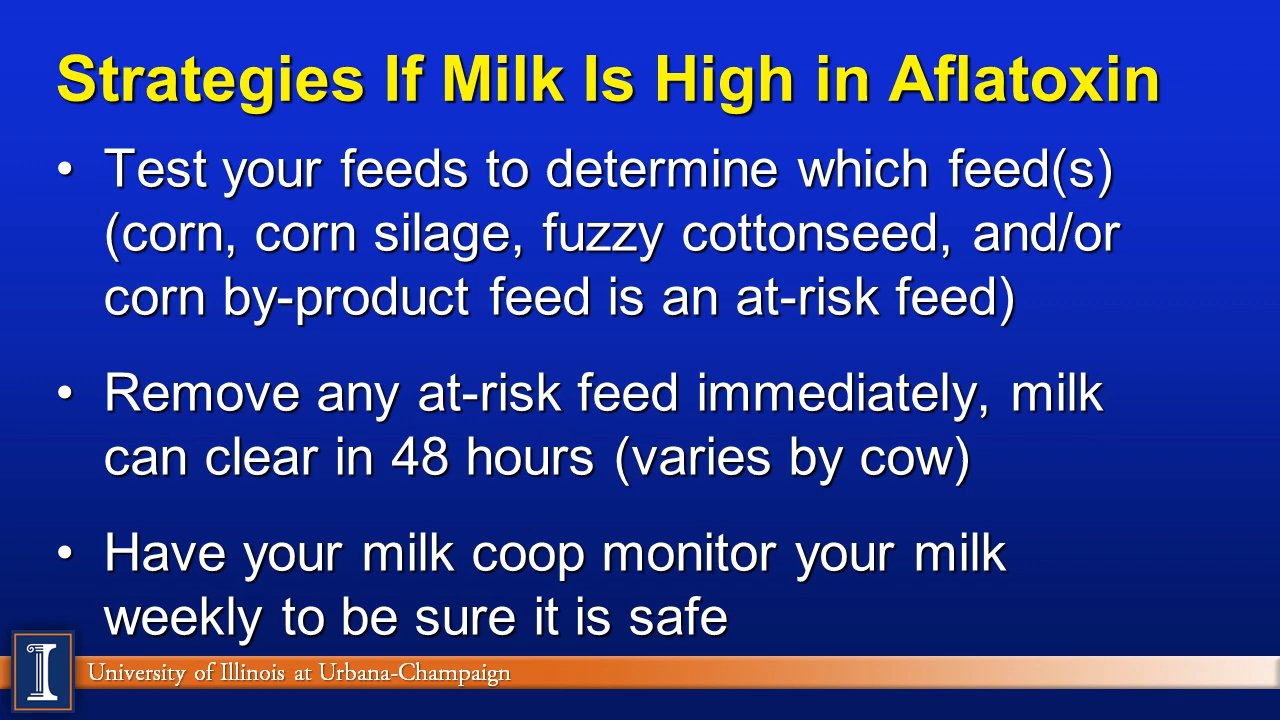 Strategies If Milk Is High in Aflatoxin
• Test your feeds to determine which feed(s)
(corn, corn silage, fuzzy cottonseed, and/or
corn by-product feed is an at-risk feed)
• Remove any at-risk feed immediately, milk
can clear in 48 hours (varies by cow)
• Have your milk coop monitor your milk
weekly to be sure it is safe
I
University of Illinois at Urbana-Champaign